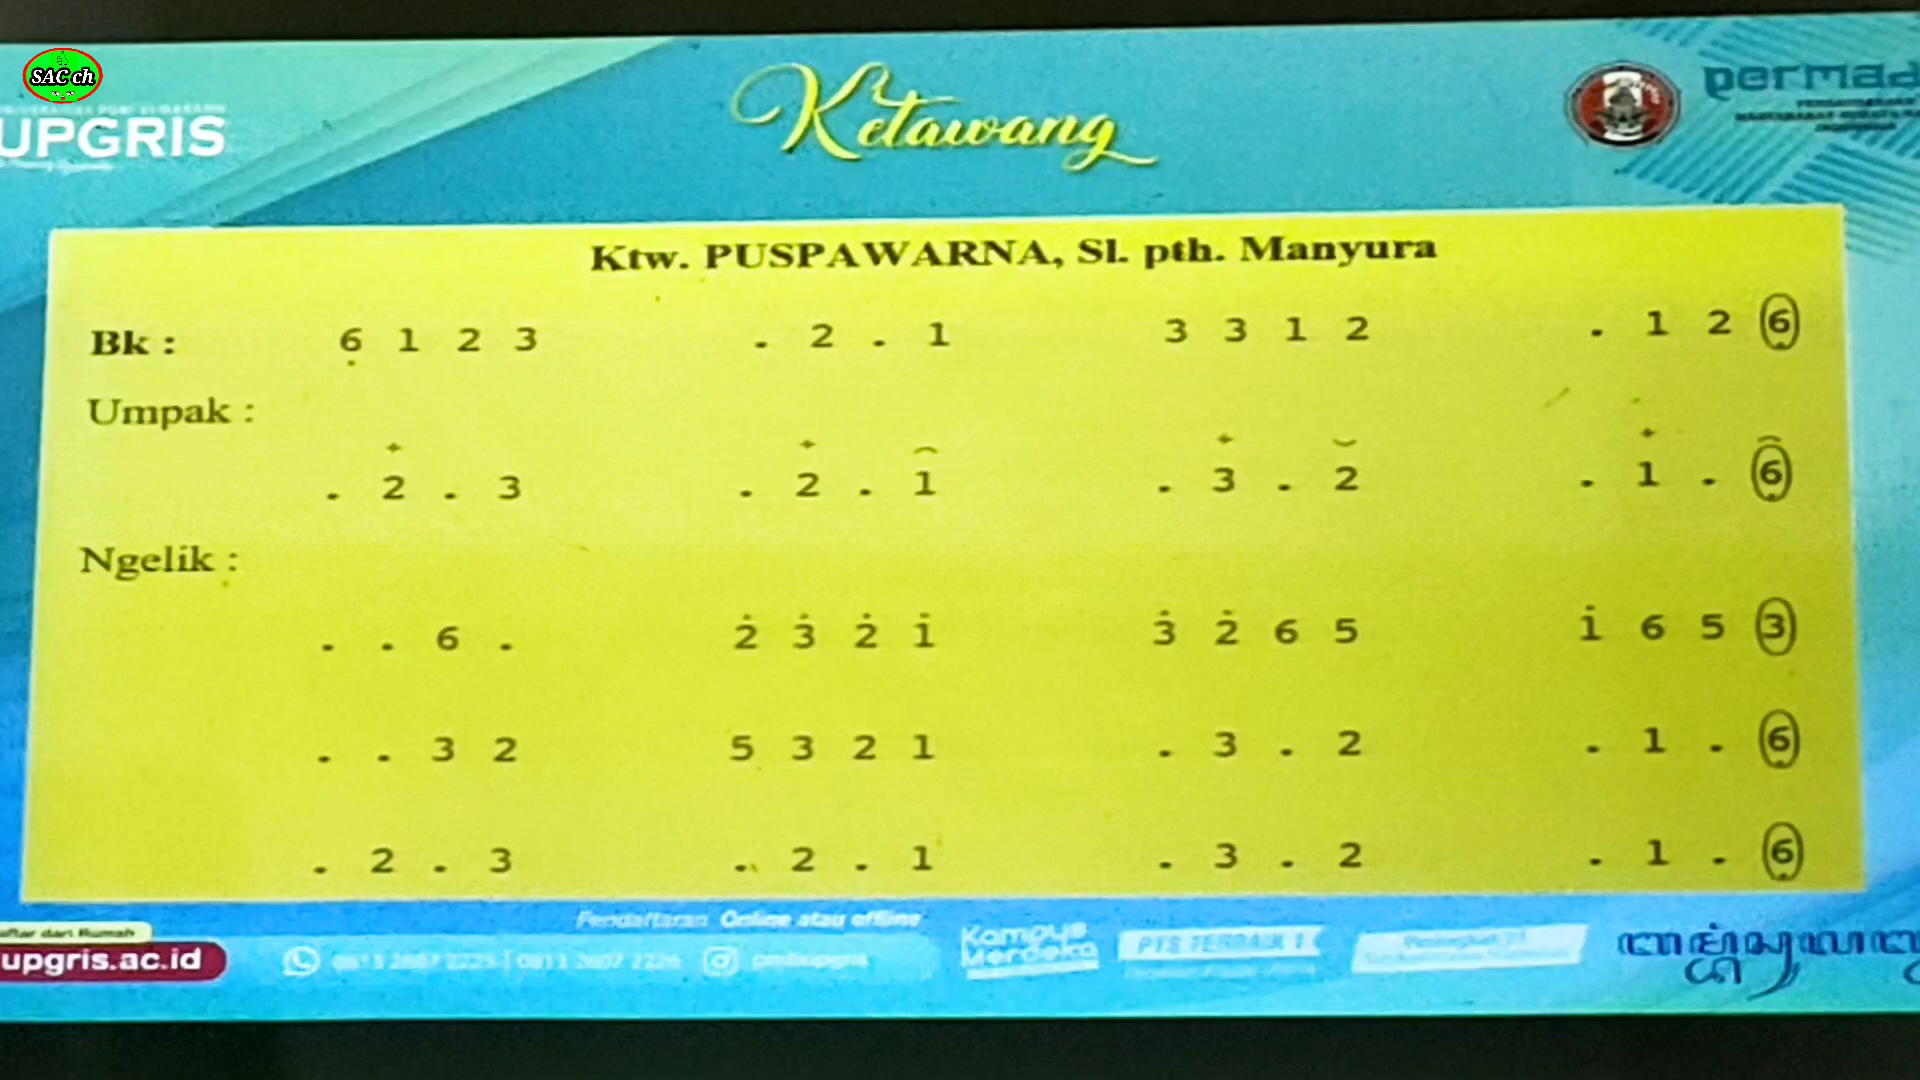 SAC ch
UPGRIS
Ketawang
permad
Ktw. PUSPAWARNA, Sl. pth. Manyura
Bk : 6̣ 1 2 3 . 2 . 1 3 3 1 2 . 1 2 6̣
Umpak :
. 2 . 3 . 2 . 1 . 3 . 2 . 1 . 6̣
Ngelik :
. . 6 . 2̇ 3̇ 2̇ 1̇ 3̇ 2̇ 6 5 1̇ 6 5 3
. . 3 2 5 3 2 1 . 3 . 2 . 1 . 6̣
. 2 . 3 . 2 . 1 . 3 . 2 . 1 . 6̣
Pendaftaran Online atau offline
dari Rumah
upgris.ac.id
Kampus
Merdeka
PTS TERBAIK 1